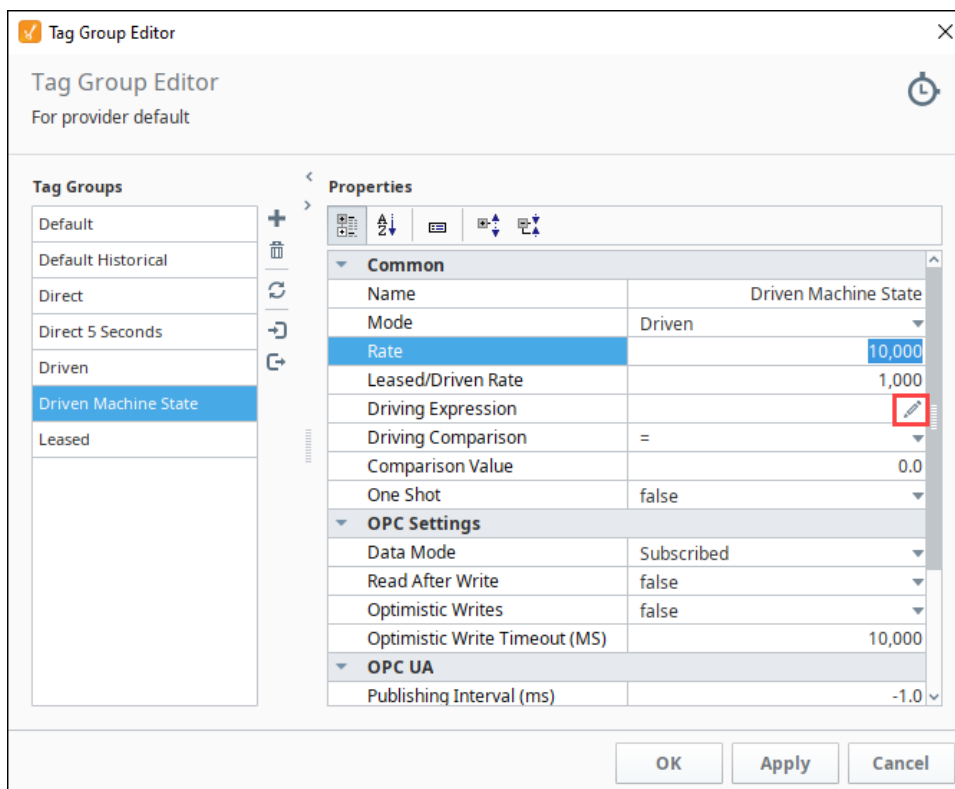 Tag Group Editor
Tag Group Editor
For provider default
Tag Groups
Default
Default Historical
Direct
Direct 5 Seconds
Driven
Driven Machine State
Leased
Properties
Common
Name Driven Machine State
Mode Driven
Rate 10,000
Leased/Driven Rate 1,000
Driving Expression
Driving Comparison =
Comparison Value 0.0
One Shot false
OPC Settings
Data Mode Subscribed
Read After Write false
Optimistic Writes false
Optimistic Write Timeout (MS) 10,000
OPC UA
Publishing Interval (ms) -1.0
OK Apply Cancel